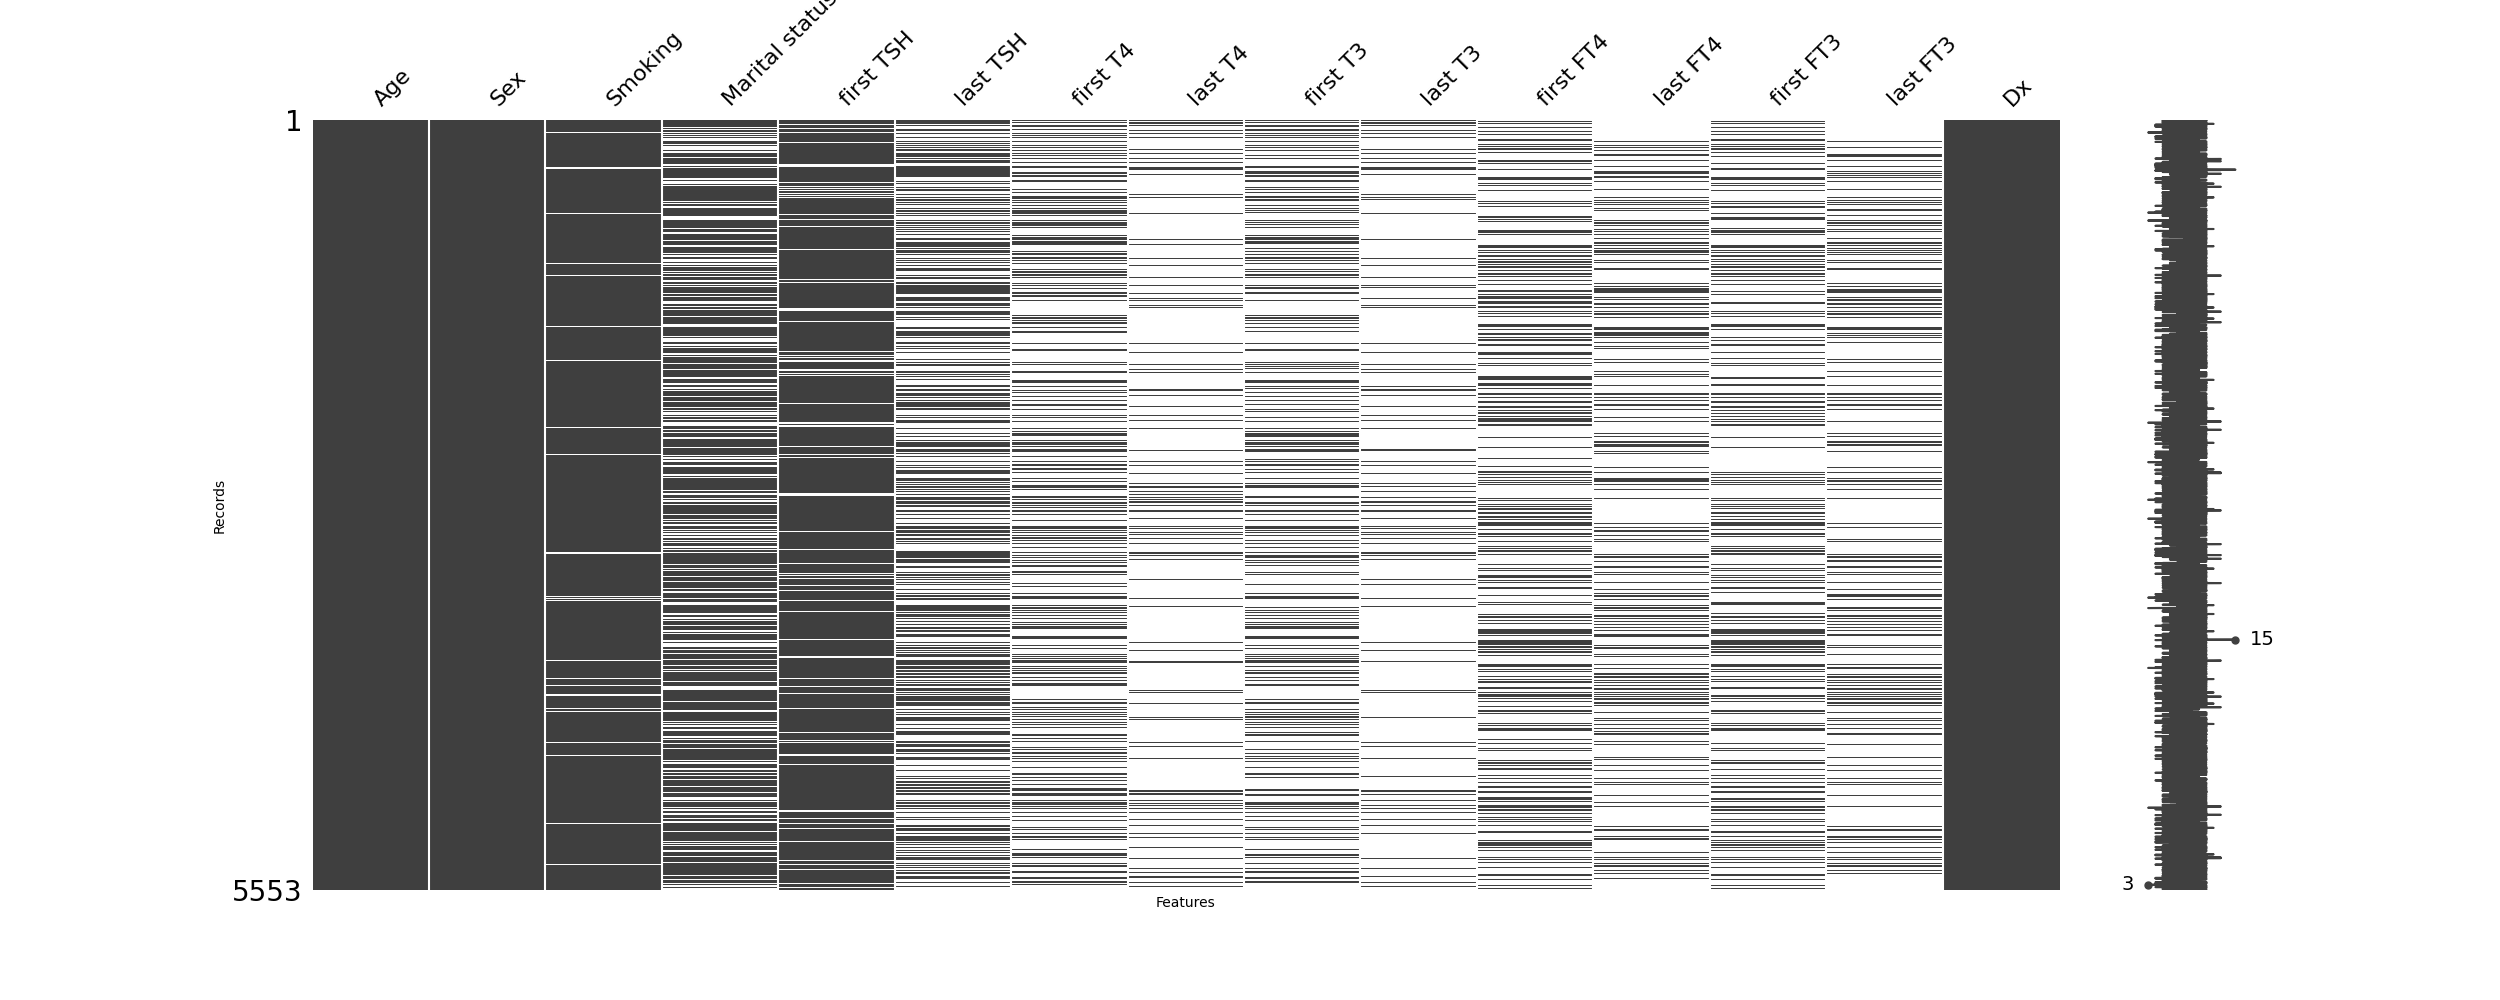 Age
Sex
Smoking
Marital status
first TSH
last TSH
first T4
last T4
first T3
last T3
first FT4
last FT4
first FT3
last FT3
Dx
1
5553
Records
Features
15
3